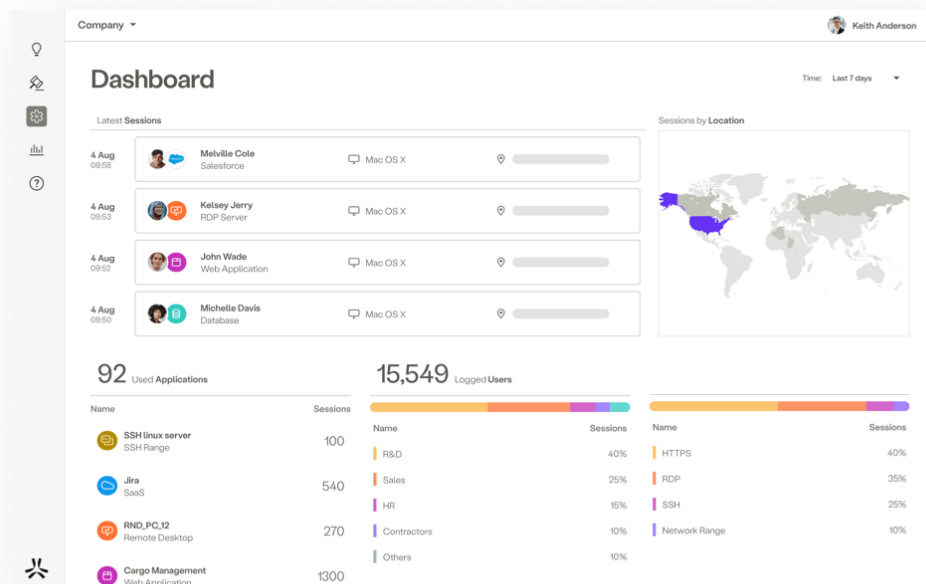 Company
Keith Anderson
Dashboard
Time: Last 7 days
Latest Sessions
Sessions by Location
4 Aug
09:58
Melville Cole
Salesforce
Mac OS X
4 Aug
09:53
Kelsey Jerry
RDP Server
Mac OS X
4 Aug
09:52
John Wade
Web Application
Mac OS X
4 Aug
09:50
Michelle Davis
Database
Mac OS X
92 Used Applications
Name Sessions
SSH linux server
SSH Range
100
Jira
SaaS
540
RND_PC_12
Remote Desktop
270
Cargo Management
Web Application
1300
15,549 Logged Users
Name Sessions
R&D 40%
Sales 25%
HR 15%
Contractors 10%
Others 10%
Name Sessions
HTTPS 40%
RDP 35%
SSH 25%
Network Range 10%